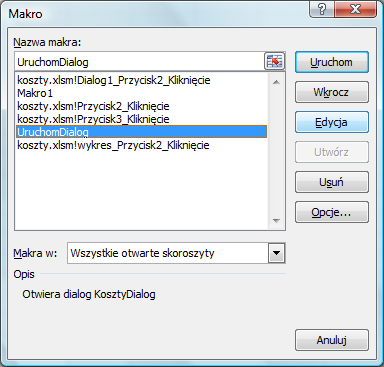 Makro
Nazwa makra:
UruchomDialog
koszty.xlsm!Dialog1_Przycisk2_Kliknięcie
Makro1
koszty.xlsm!Przycisk2_Kliknięcie
koszty.xlsm!Przycisk3_Kliknięcie
UruchomDialog
koszty.xlsm!wykres_Przycisk2_Kliknięcie
Uruchom
Wkrocz
Edycja
Utwórz
Usuń
Opcje...
Makra w:
Wszystkie otwarte skoroszyty
Opis
Otwiera dialog KosztyDialog
Anuluj